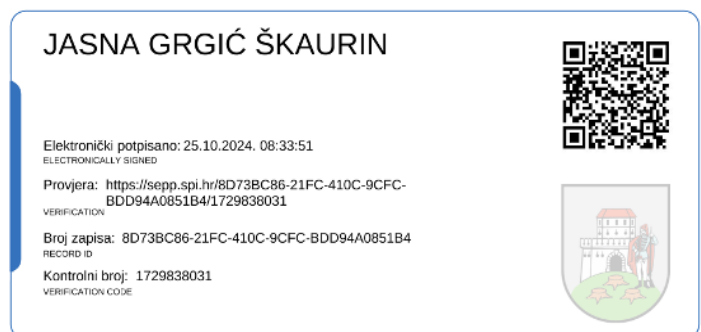 JASNA GRGIĆ ŠKAURIN
Elektronički potpisano: 25.10.2024. 08:33:51
ELECTRONICALLY SIGNED
Provjera: https://sepp.spi.hr/8D73BC86-21FC-410C-9CFC-
BDD94A0851B4/1729838031
VERIFICATION
Broj zapisa: 8D73BC86-21FC-410C-9CFC-BDD94A0851B4
RECORD ID
Kontrolni broj: 1729838031
VERIFICATION CODE